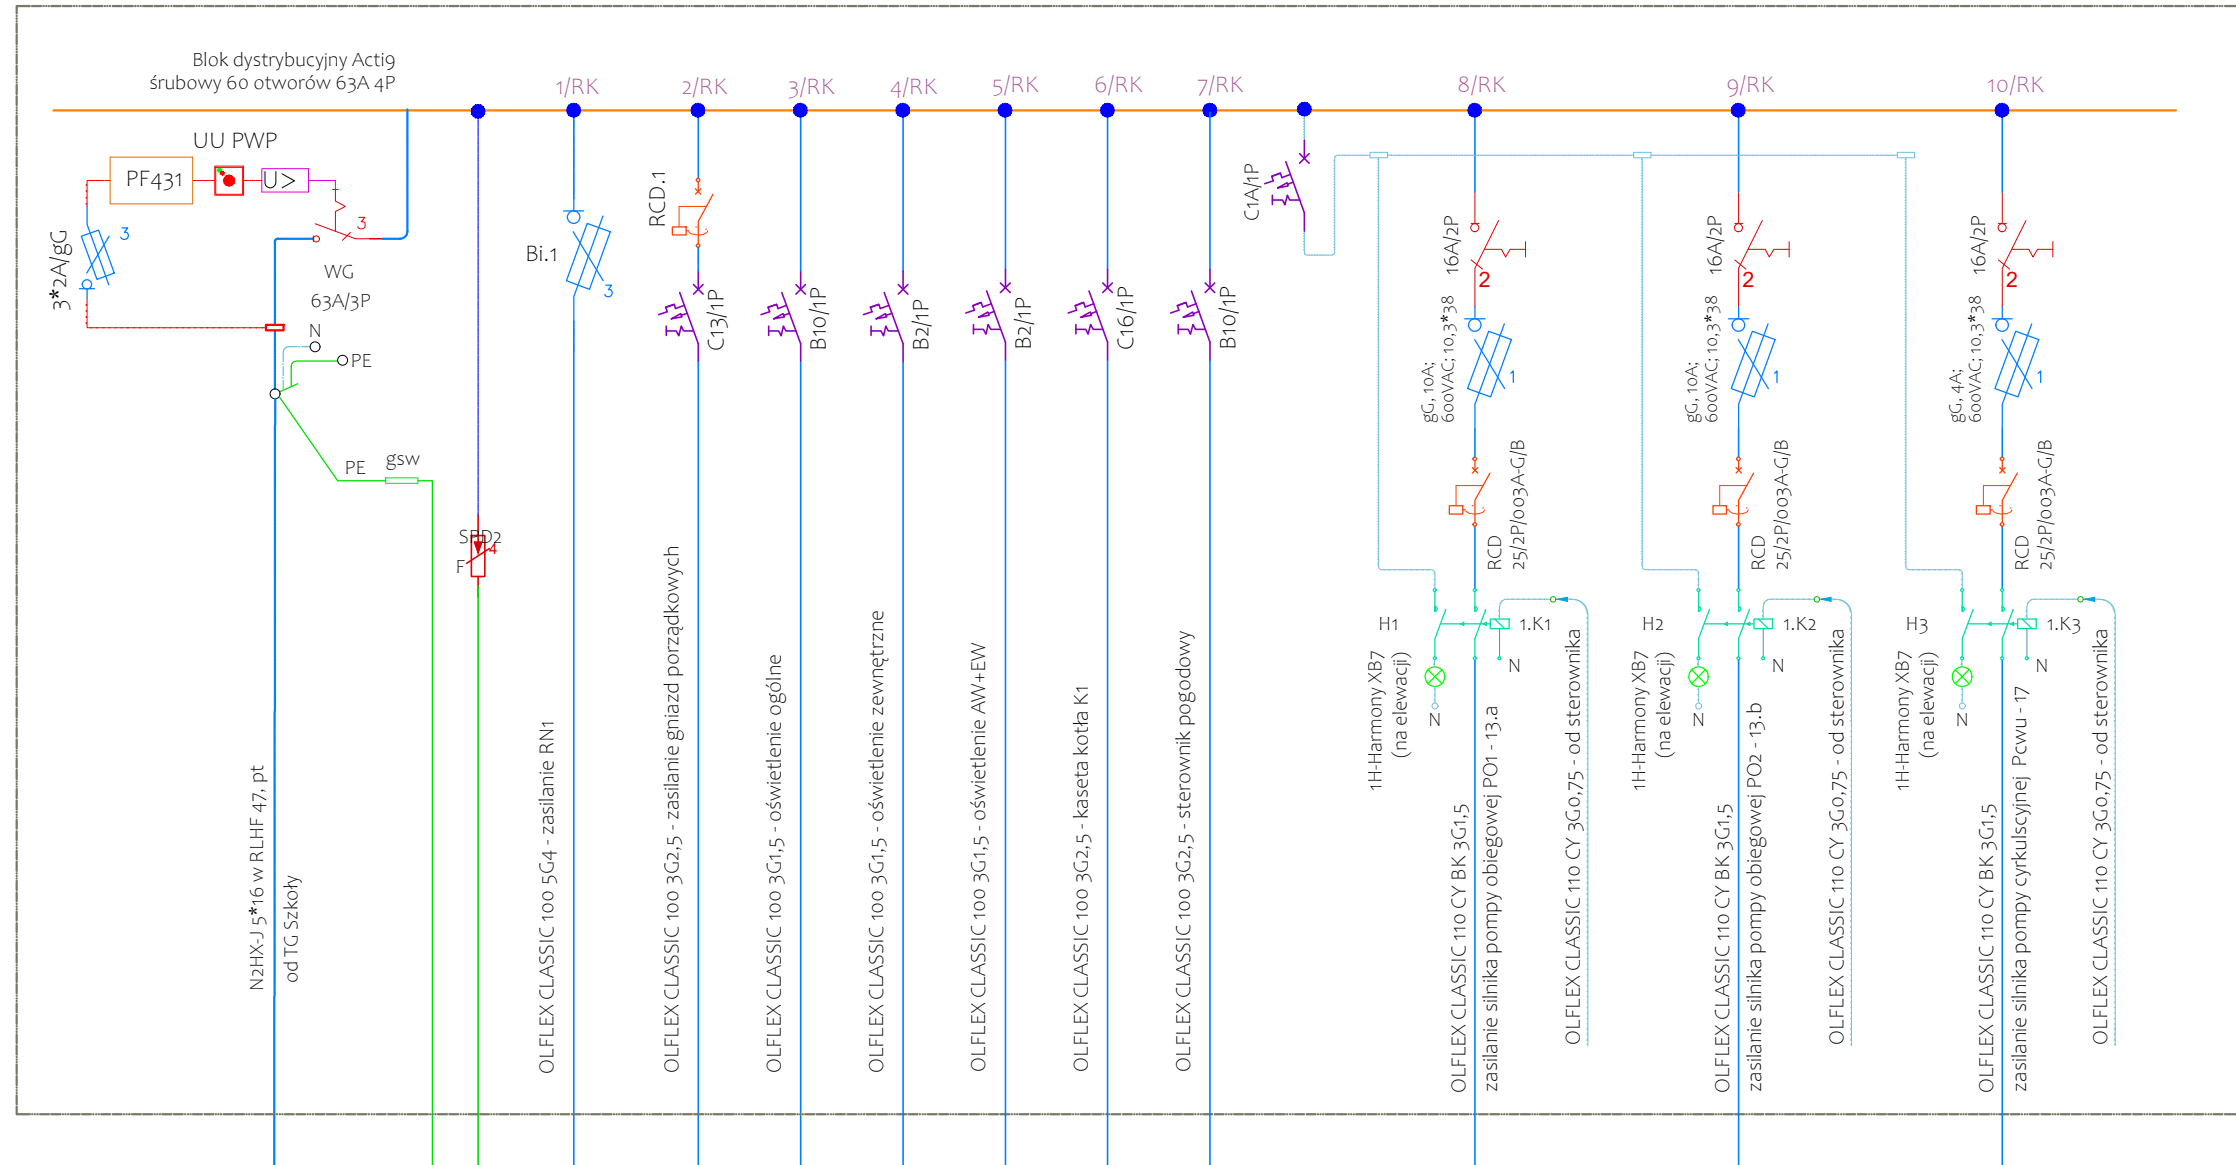 Blok dystrybucyjny Acti9
śrubowy 60 otworów 63A 4P
UU PWP
PF431
U>
3
3*2A/gG
3
WG
63A/3P
N
PE
PE
gsw
N2HX-J 5*16 w RLHF 47, pt
od TG Szkoły
SPD2
4
F
1/RK
Bi.1
3
OLFLEX CLASSIC 100 5G4 - zasilanie RN1
2/RK
RCD.1
C13/1P
OLFLEX CLASSIC 100 3G2,5 - zasilanie gniazd porządkowych
3/RK
B10/1P
OLFLEX CLASSIC 100 3G1,5 - oświetlenie ogólne
4/RK
B2/1P
OLFLEX CLASSIC 100 3G1,5 - oświetlenie zewnętrzne
5/RK
B2/1P
OLFLEX CLASSIC 100 3G1,5 - oświetlenie AW+EW
6/RK
C16/1P
OLFLEX CLASSIC 100 3G2,5 - kaseta kotła K1
7/RK
B10/1P
OLFLEX CLASSIC 100 3G2,5 - sterownik pogodowy
C1A/1P
8/RK
16A/2P
2
gG, 10A;
600VAC; 10,3*38
1
RCD
25/2P/003A-G/B
H1
1.K1
N
1H-Harmony XB7
(na elewacji)
N
OLFLEX CLASSIC 110 CY BK 3G1,5
zasilanie silnika pompy obiegowej PO1 - 13.a
OLFLEX CLASSIC 110 CY 3G0,75 - od sterownika
9/RK
16A/2P
2
gG, 10A;
600VAC; 10,3*38
1
RCD
25/2P/003A-G/B
H2
1.K2
N
1H-Harmony XB7
(na elewacji)
N
OLFLEX CLASSIC 110 CY BK 3G1,5
zasilanie silnika pompy obiegowej PO2 - 13.b
OLFLEX CLASSIC 110 CY 3G0,75 - od sterownika
10/RK
16A/2P
2
gG, 4A;
600VAC; 10,3*38
1
RCD
25/2P/003A-G/B
H3
1.K3
N
1H-Harmony XB7
(na elewacji)
N
OLFLEX CLASSIC 110 CY BK 3G1,5
zasilanie silnika pompy cyrkulscyjnej Pcwu - 17
OLFLEX CLASSIC 110 CY 3G0,75 - od sterownika